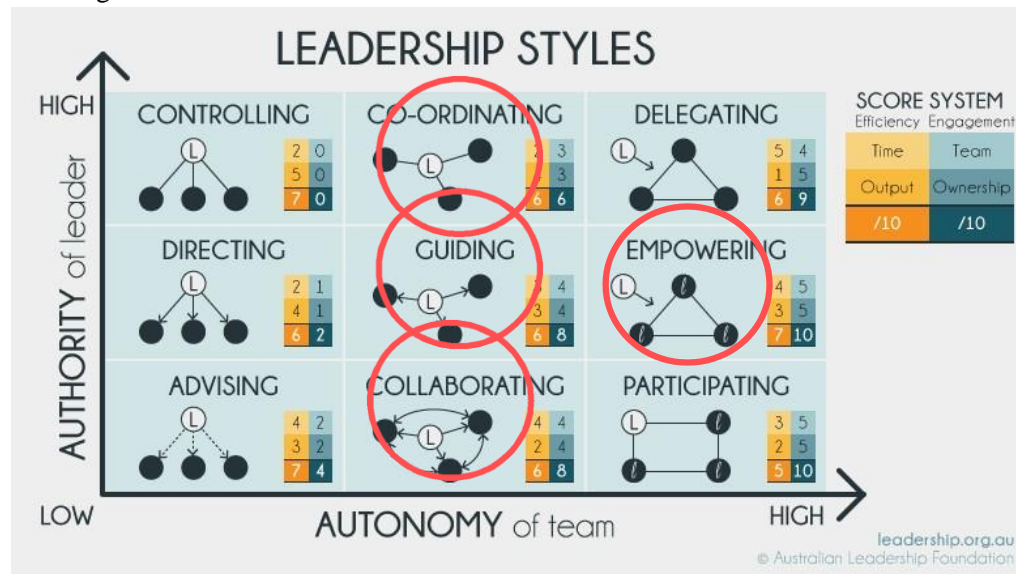 LEADERSHIP STYLES
HIGH
AUTHORITY of leader
LOW
CONTROLLING
L
2 0
5 0
7 0
CO-ORDINATING
L
3
3
6 6
DELEGATING
L
5 4
1 5
6 9
DIRECTING
L
2 1
4 1
6 2
GUIDING
L
4
3 4
6 8
EMPOWERING
L
l
l l
4 5
3 5
7 10
ADVISING
L
4 2
3 2
7 4
COLLABORATING
L
4 4
2 4
6 8
PARTICIPATING
L l
l l
3 5
2 5
5 10
AUTONOMY of team
HIGH
SCORE SYSTEM
Efficiency Engagement
Time Team
Output Ownership
/10 /10
leadership.org.au
© Australian Leadership Foundation